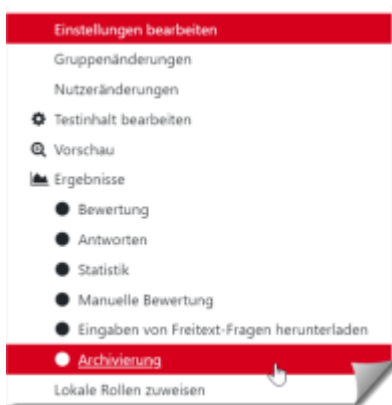 Einstellungen bearbeiten
Gruppenänderungen
Nutzeränderungen
Testinhalt bearbeiten
Vorschau
Ergebnisse
Bewertung
Antworten
Statistik
Manuelle Bewertung
Eingaben von Freitext-Fragen herunterladen
Archivierung
Lokale Rollen zuweisen